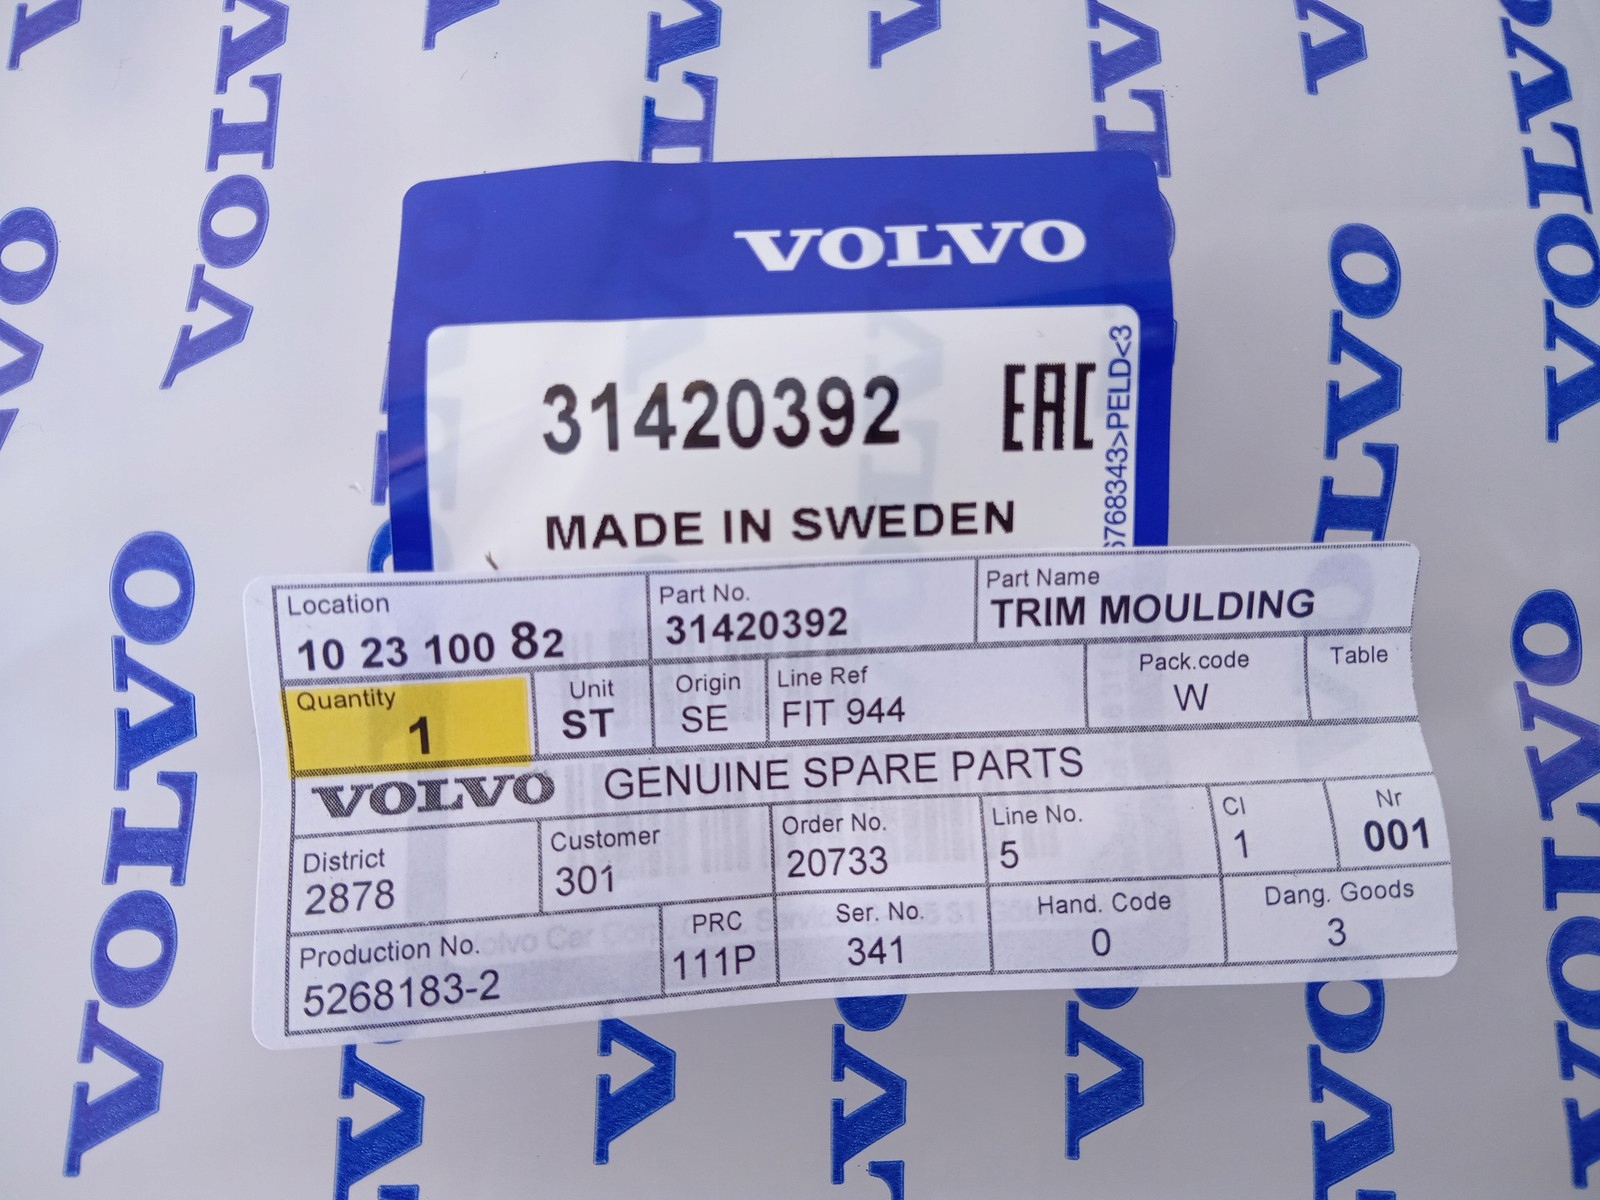 VOLVO
31420392
EAC
MADE IN SWEDEN
768343>PELD<3
Location
10 23 100 82
Part No.
31420392
Part Name
TRIM MOULDING
Quantity
1
Unit
ST
Origin
SE
Line Ref
FIT 944
Pack.code
W
Table
VOLVO GENUINE SPARE PARTS
District
2878
Customer
301
Order No.
20733
Line No.
5
CI
1
Nr
001
Production No.
5268183-2
PRC
111P
Ser. No.
341
Hand. Code
0
Dang. Goods
3
VOLVO
VOLVO
VOLVO
VOLVO
VOLVO